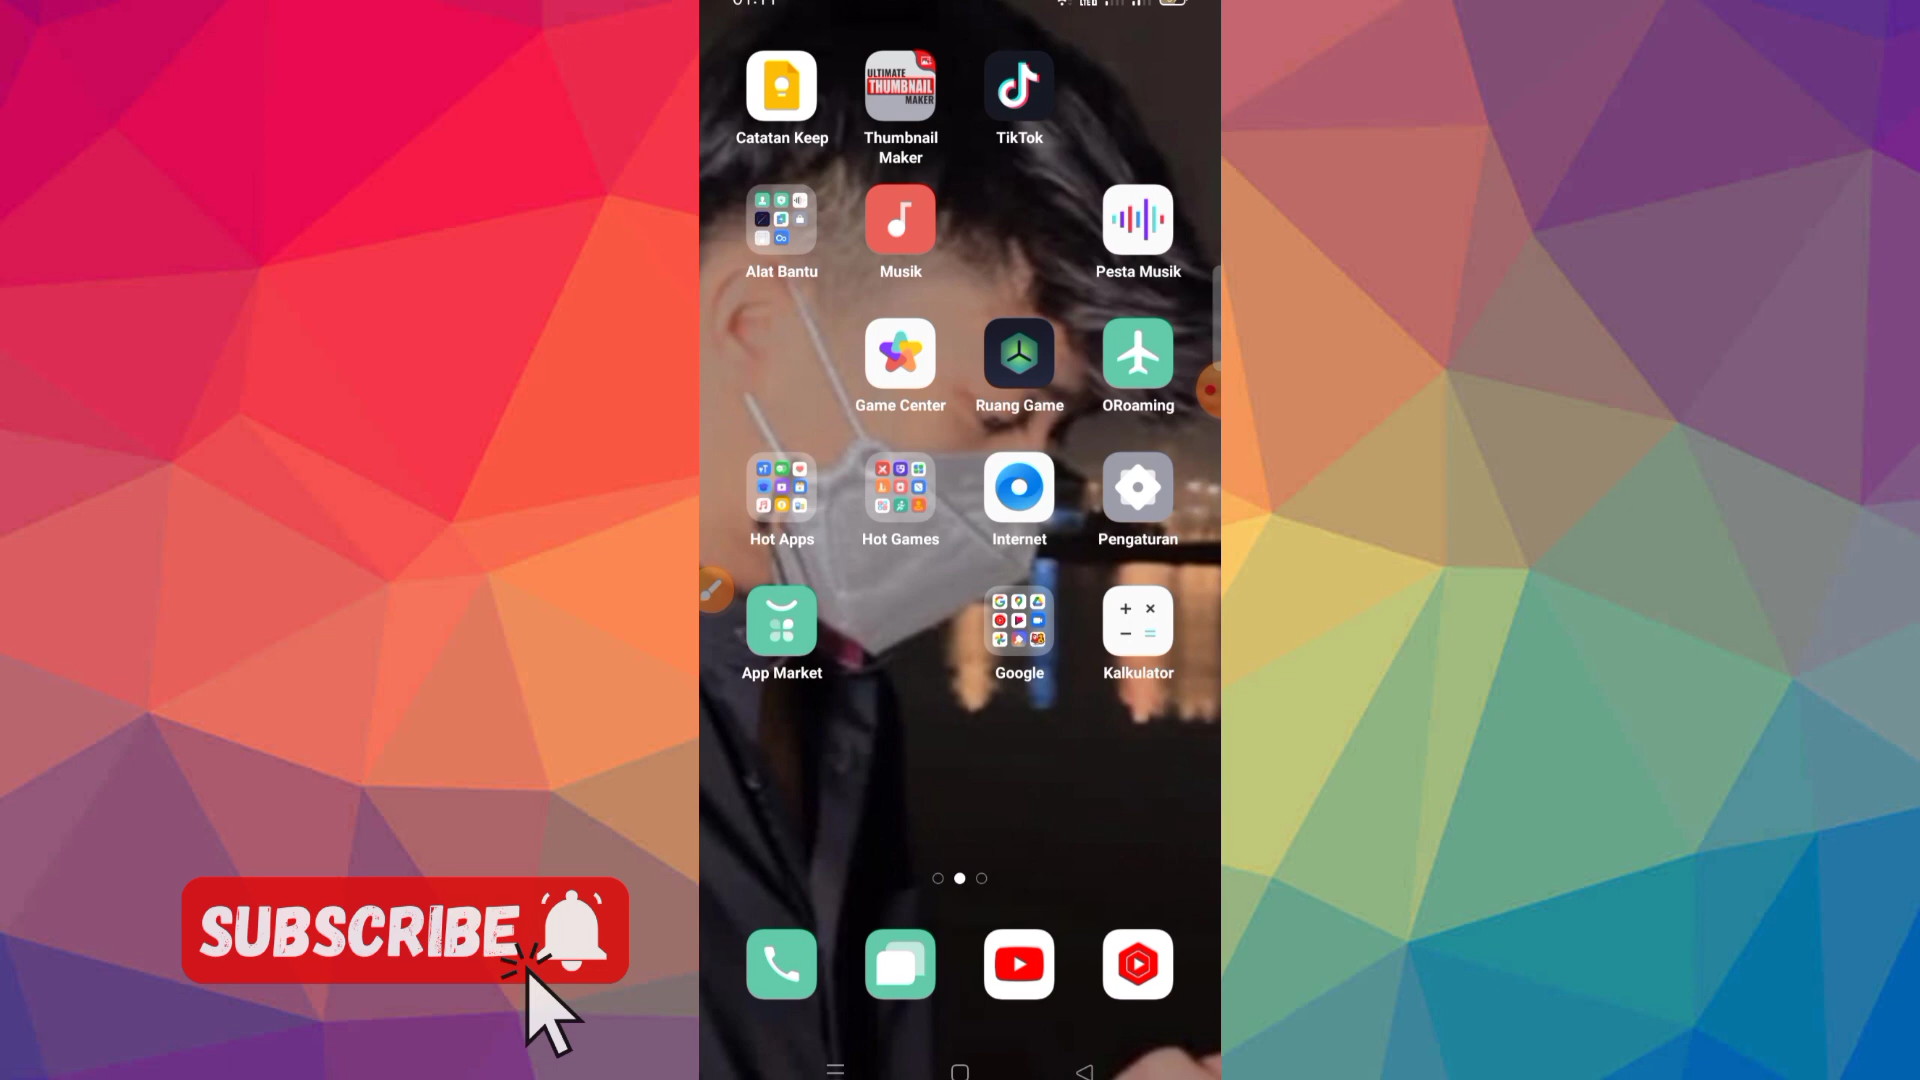 Catatan Keep
ULTIMATE
THUMBNAIL
MAKER
Thumbnail
Maker
TikTok
Alat Bantu
Musik
Pesta Musik
Game Center
Ruang Game
ORoaming
Hot Apps
Hot Games
Internet
Pengaturan
App Market
Google
Kalkulator
SUBSCRIBE